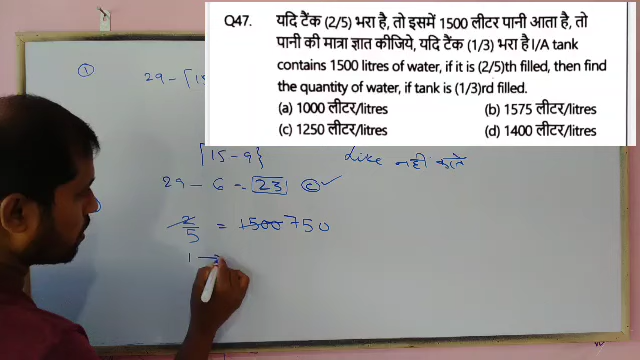 Q47. यदि टैंक (2/5) भरा है, तो इसमें 1500 लीटर पानी आता है, तो
पानी की मात्रा ज्ञात कीजिये, यदि टैंक (1/3) भरा है I/A tank
contains 1500 litres of water, if it is (2/5)th filled, then find
the quantity of water, if tank is (1/3)rd filled.
(a) 1000 लीटर/litres (b) 1575 लीटर/litres
(c) 1250 लीटर/litres (d) 1400 लीटर/litres
①
29 - [15
{15-9} Like नही करते
29 - 6 = 23 ©✓
2/5 = 1500 750
1 →